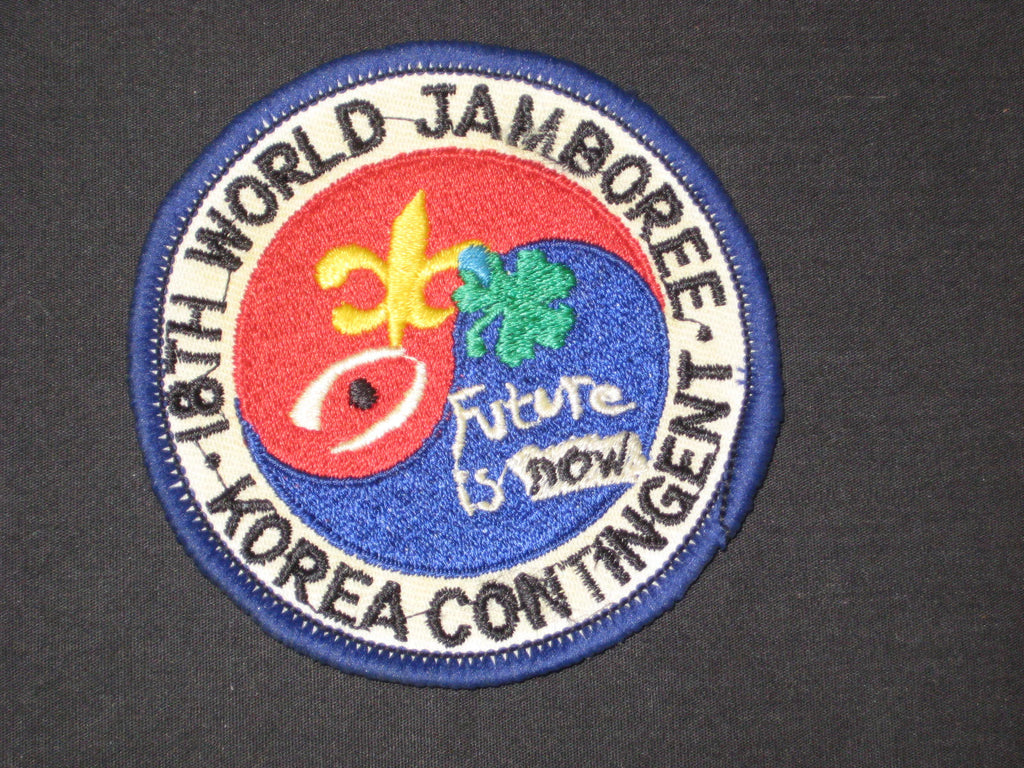 18TH WORLD JAMBOREE
KOREA CONTINGENT
Future
is now